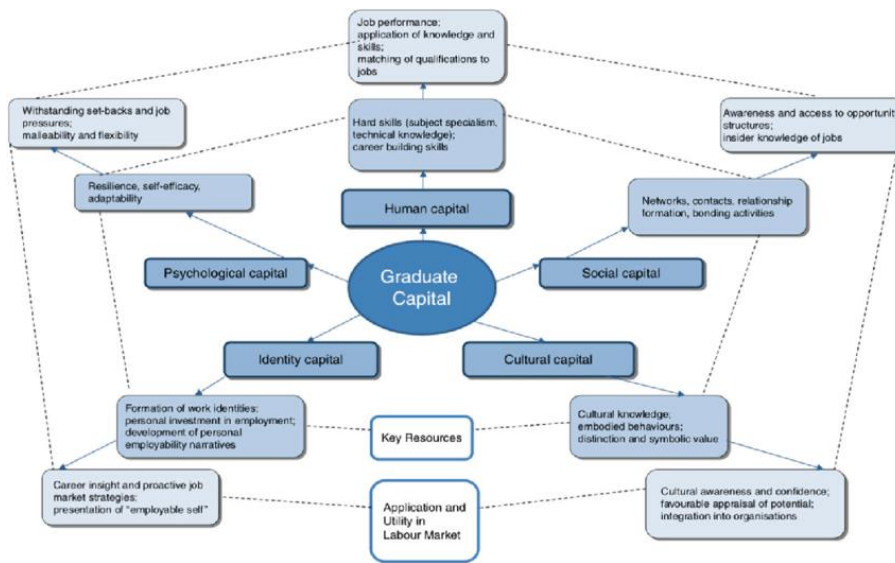 Job performance;
application of knowledge and
skills;
matching of qualifications to
jobs
Withstanding set-backs and job
pressures;
malleability and flexibility
Hard skills (subject specialism,
technical knowledge);
career building skills
Awareness and access to opportunit
structures;
insider knowledge of jobs
Resilience, self-efficacy,
adaptability
Human capital
Networks, contacts, relationship
formation, bonding activities
Psychological capital
Graduate
Capital
Social capital
Identity capital
Cultural capital
Formation of work identities:
personal investment in employment;
development of personal
employability narratives
Key Resources
Cultural knowledge;
embodied behaviours;
distinction and symbolic value
Career insight and proactive job
market strategies:
presentation of "employable self"
Application and
Utility in
Labour Market
Cultural awareness and confidence;
favourable appraisal of potential;
integration into organisations